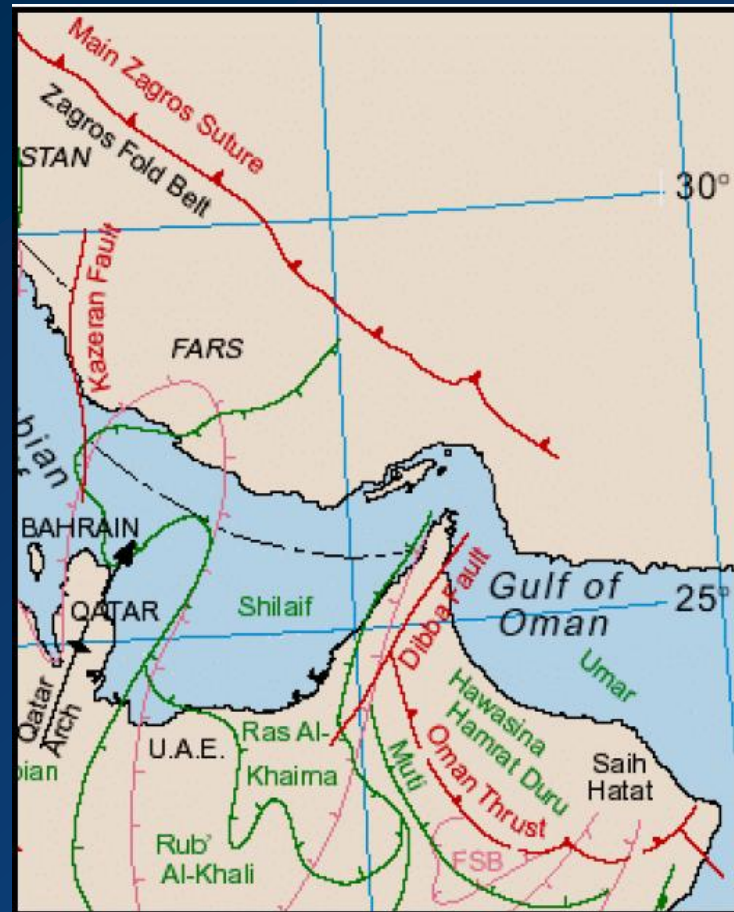 Main Zagros Suture
Zagros Fold Belt
STAN
30°
Kazeran Fault
FARS
bian
BAHRAIN
QATAR
Shilaif
Gulf of
Oman
25°
Dibba Fault
Umar
Qatar
Arch
bian
U.A.E.
Ras Al-
Khaima
Hawasina
Hamrat Duru
Oman Thrust
Muti
Saih
Hatat
Rub'
Al-Khali
FSB